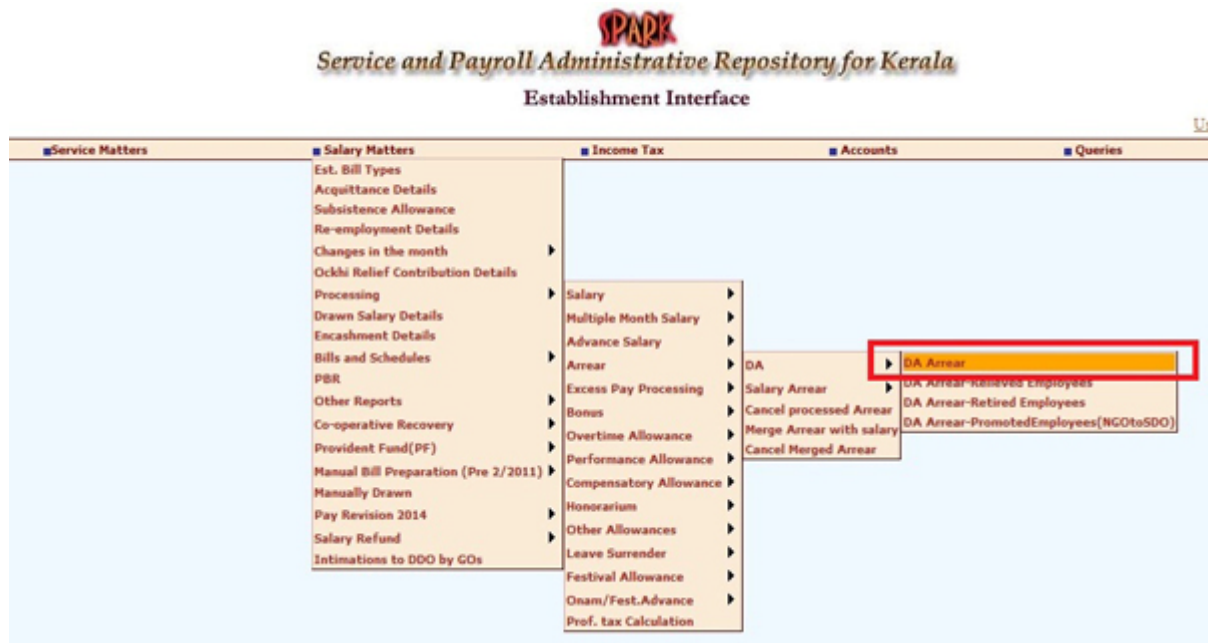 SPARK
Service and Payroll Administrative Repository for Kerala
Establishment Interface
Service Matters
Salary Matters
Income Tax
Accounts
Queries
Est. Bill Types
Acquittance Details
Subsistence Allowance
Re-employment Details
Changes in the month
Ockhi Relief Contribution Details
Processing
Drawn Salary Details
Encashment Details
Bills and Schedules
PBR
Other Reports
Co-operative Recovery
Provident Fund(PF)
Manual Bill Preparation (Pre 2/2011)
Manually Drawn
Pay Revision 2014
Salary Refund
Intimations to DDO by GOs
Salary
Multiple Month Salary
Advance Salary
Arrear
Excess Pay Processing
Bonus
Overtime Allowance
Performance Allowance
Compensatory Allowance
Honorarium
Other Allowances
Leave Surrender
Festival Allowance
Onam/Fest.Advance
Prof. tax Calculation
DA
Salary Arrear
Cancel processed Arrear
Merge Arrear with salary
Cancel Merged Arrear
DA Arrear
DA Arrear-Relieved Employees
DA Arrear-Retired Employees
DA Arrear-PromotedEmployees(NGOtoSDO)